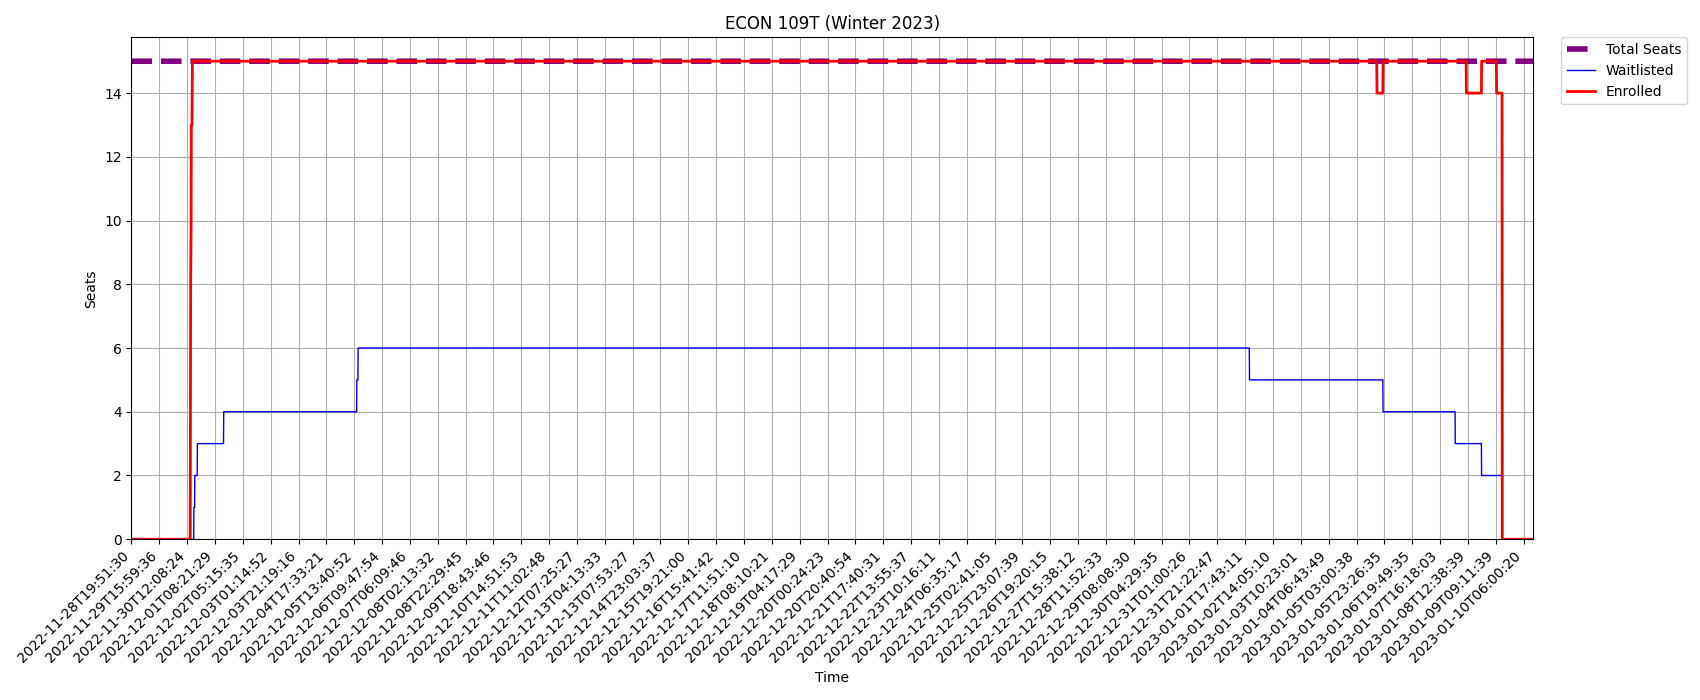 ECON 109T (Winter 2023)
Total Seats
Waitlisted
Enrolled
Seats
14
12
10
8
6
4
2
0
2022-11-28T19:51:30
2022-11-29T15:59:36
2022-11-30T12:08:24
2022-12-01T08:21:29
2022-12-02T05:15:35
2022-12-03T01:14:52
2022-12-03T21:19:16
2022-12-04T17:33:21
2022-12-05T13:40:52
2022-12-06T09:47:54
2022-12-07T06:09:46
2022-12-08T02:13:32
2022-12-08T22:29:45
2022-12-09T18:43:46
2022-12-10T14:51:53
2022-12-11T11:02:48
2022-12-12T07:25:27
2022-12-13T04:13:33
2022-12-13T07:53:27
2022-12-14T23:03:37
2022-12-15T19:21:00
2022-12-16T15:41:42
2022-12-17T11:51:10
2022-12-18T08:10:21
2022-12-19T04:17:29
2022-12-20T00:24:23
2022-12-20T20:40:54
2022-12-21T17:40:31
2022-12-22T13:55:37
2022-12-23T10:16:11
2022-12-24T06:35:17
2022-12-25T02:41:05
2022-12-25T23:07:39
2022-12-26T19:20:15
2022-12-27T15:38:12
2022-12-28T11:52:33
2022-12-29T08:08:30
2022-12-30T04:29:35
2022-12-31T01:00:26
2022-12-31T21:22:47
2023-01-01T17:43:11
2023-01-02T14:05:10
2023-01-03T10:23:01
2023-01-04T06:43:49
2023-01-05T03:00:38
2023-01-05T23:26:35
2023-01-06T19:49:35
2023-01-07T16:18:03
2023-01-08T12:38:39
2023-01-09T09:11:39
2023-01-10T06:00:20
Time